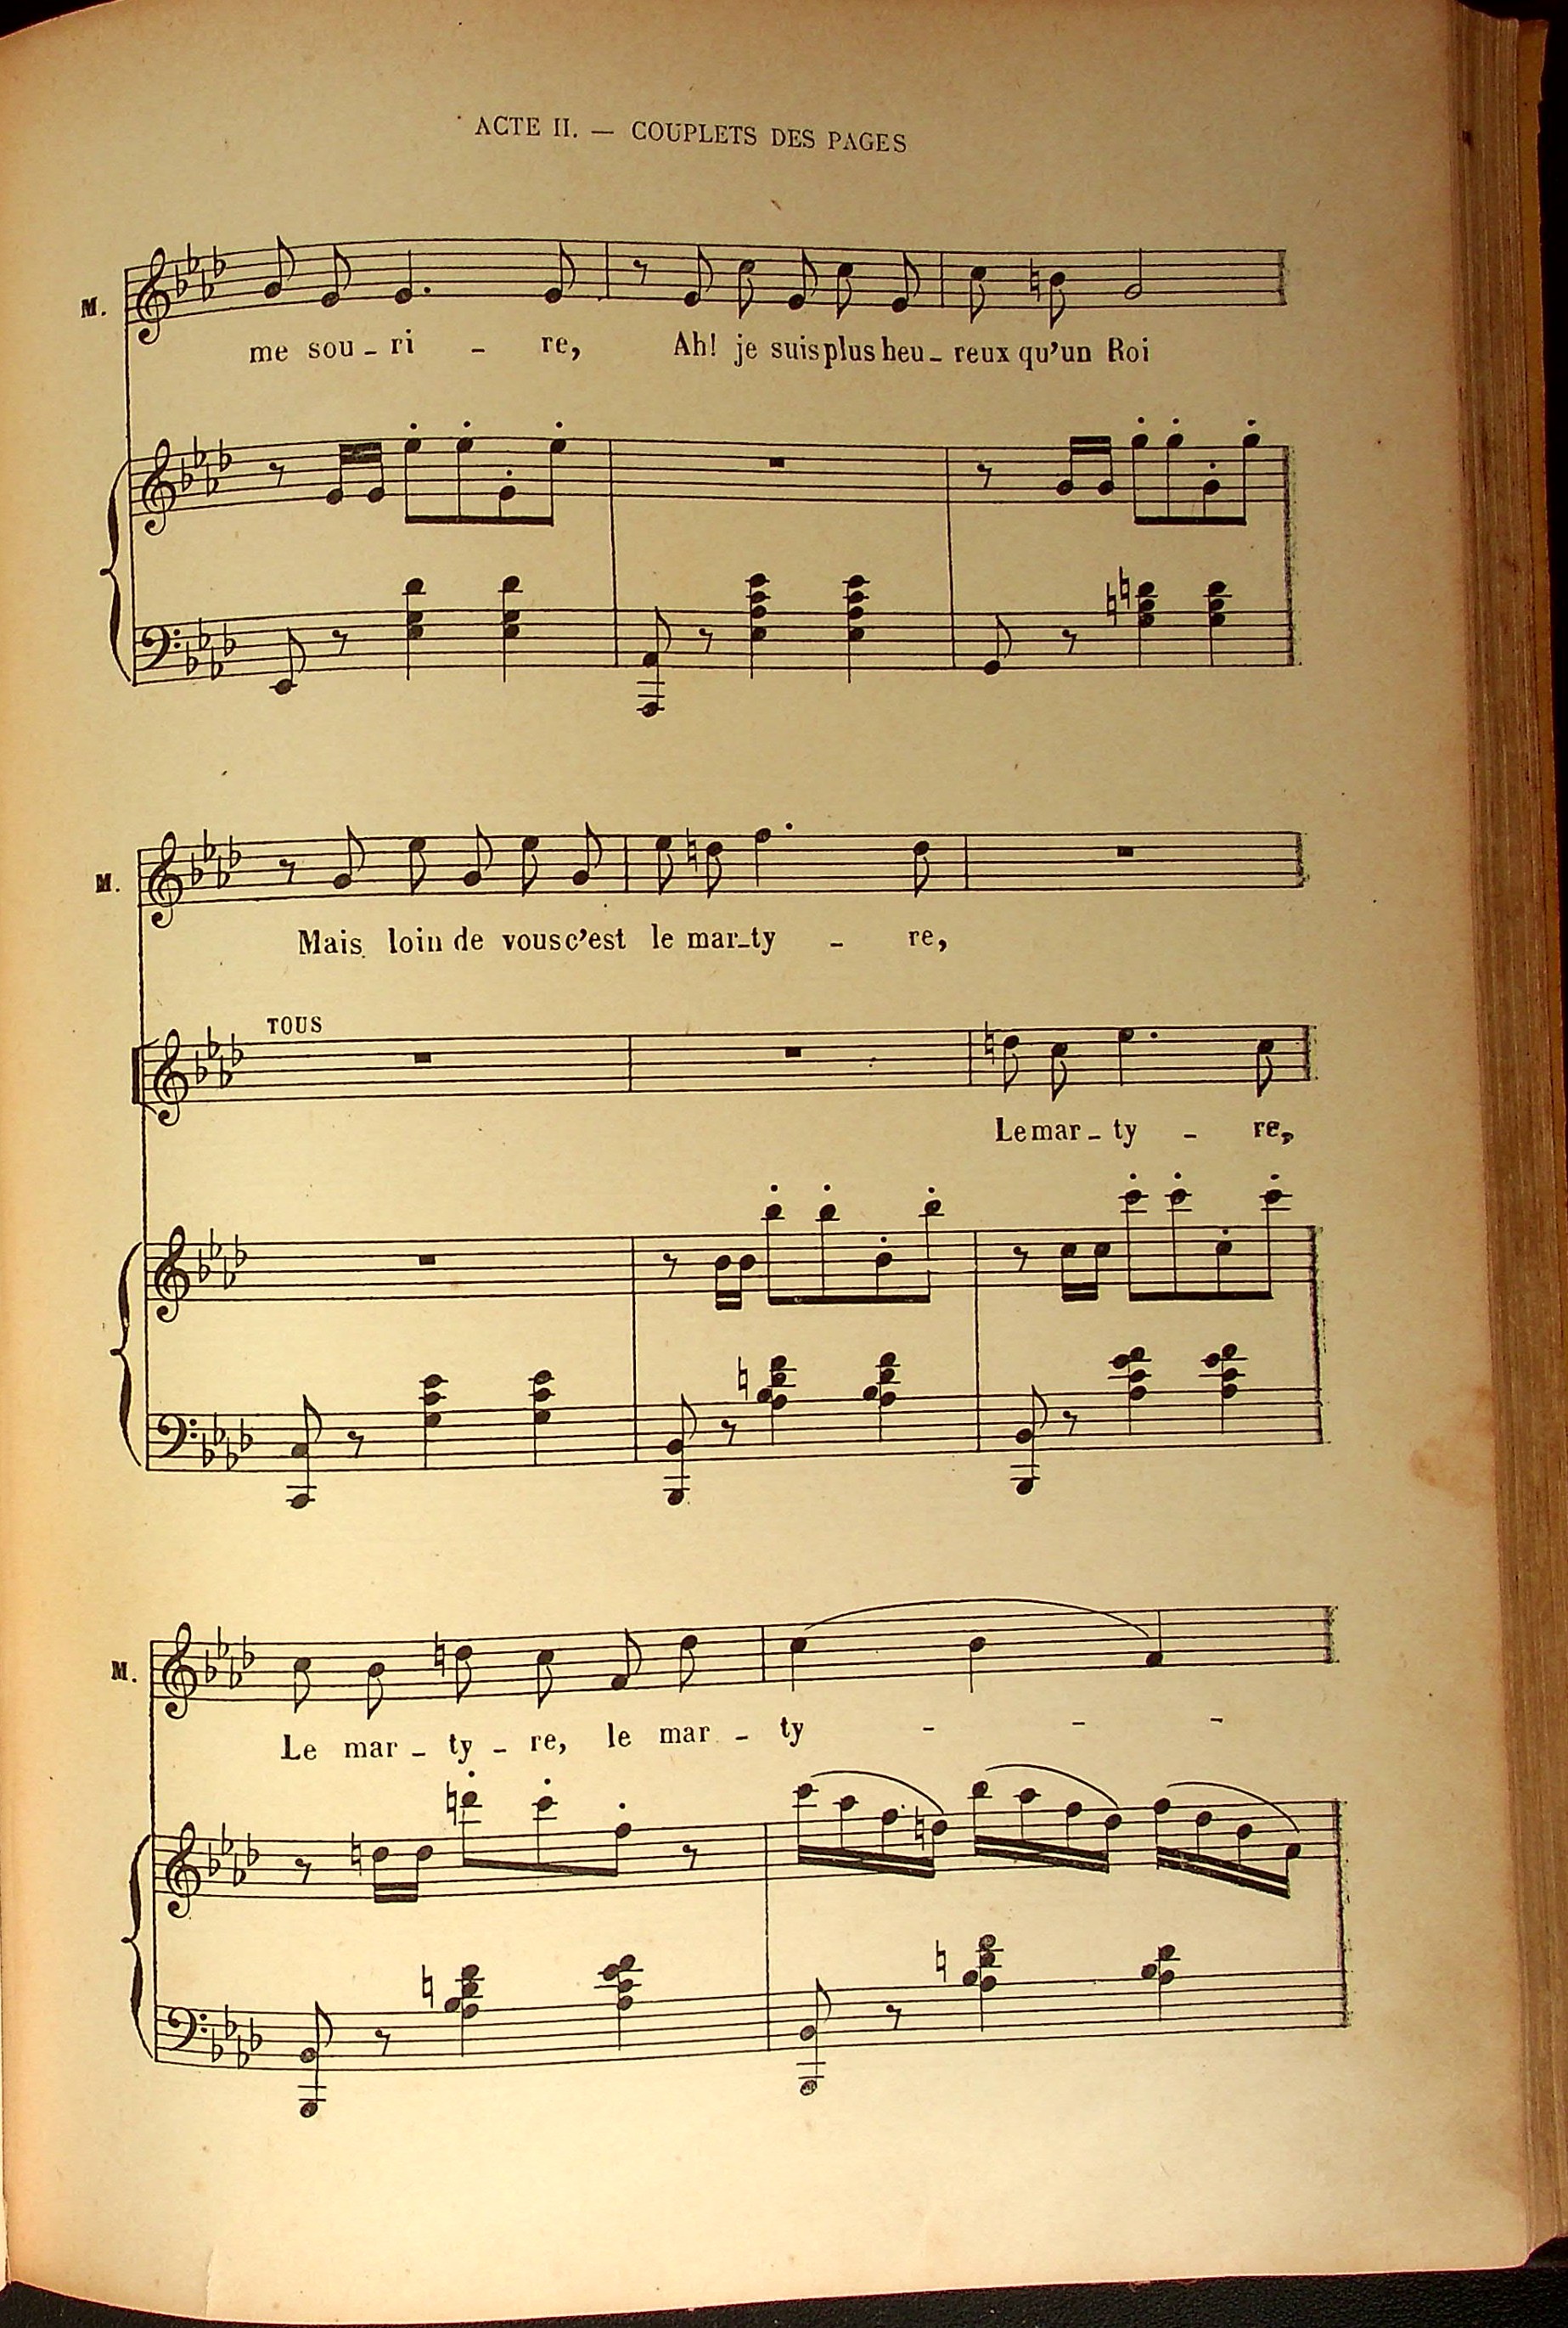 ACTE II. — COUPLETS DES PAGES
M.
me sou - ri - re, Ah! je suis plus heu - reux qu'un Roi
M.
Mais loin de vous c'est le mar - ty - re,
TOUS
Le mar - ty - re,
M.
Le mar - ty - re, le mar - ty - - -